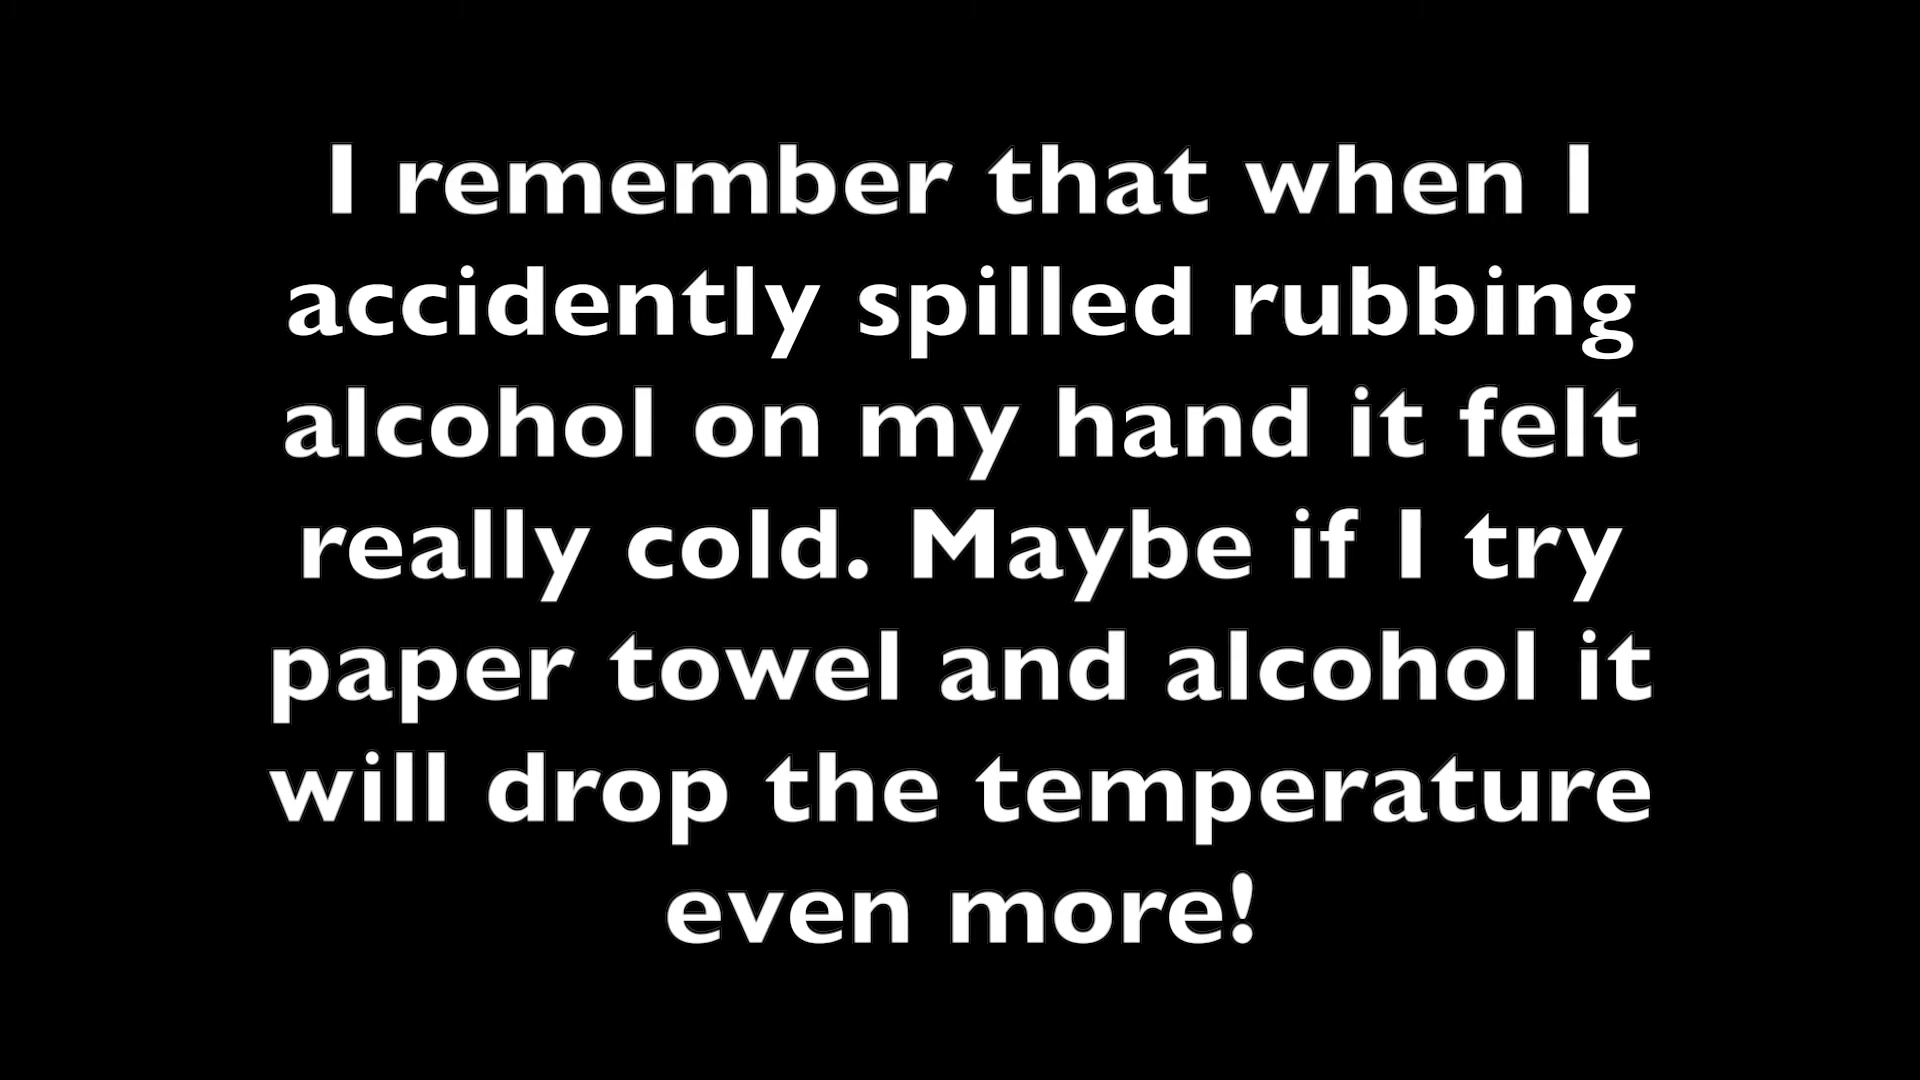 I remember that when I
accidently spilled rubbing
alcohol on my hand it felt
really cold. Maybe if I try
paper towel and alcohol it
will drop the temperature
even more!